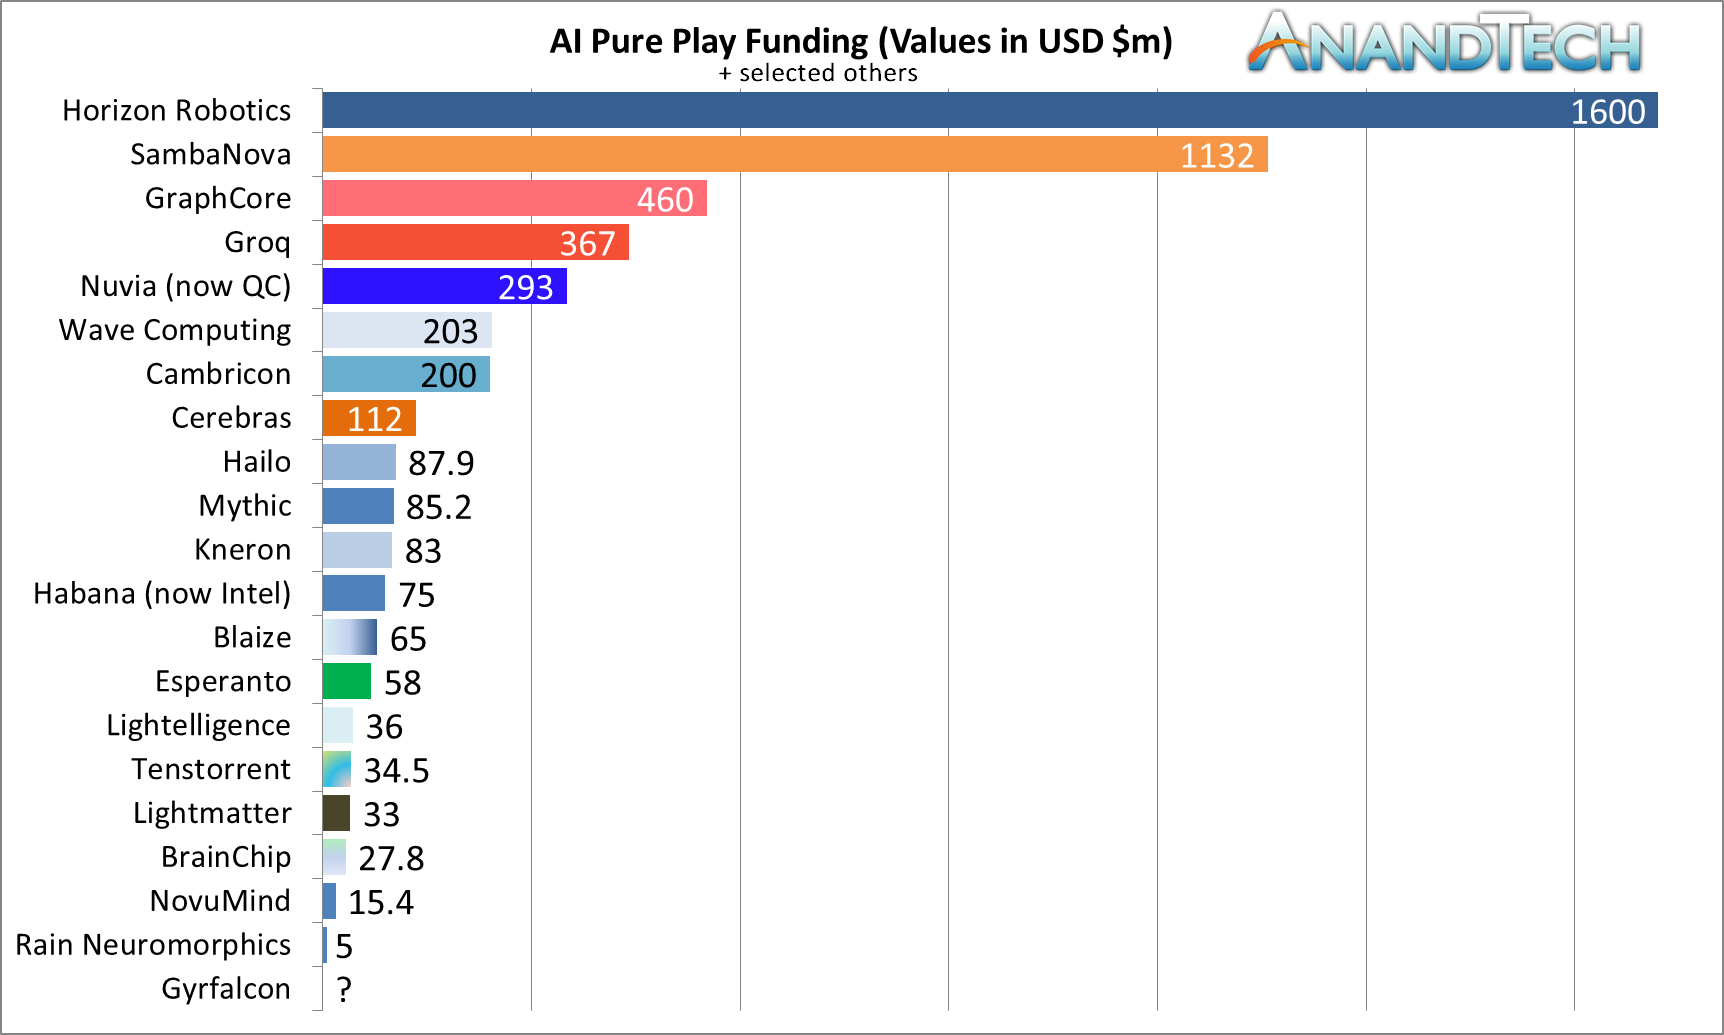 AI Pure Play Funding (Values in USD $m)
+ selected others
ANANDTECH
Horizon Robotics 1600
SambaNova 1132
GraphCore 460
Groq 367
Nuvia (now QC) 293
Wave Computing 203
Cambricon 200
Cerebras 112
Hailo 87.9
Mythic 85.2
Kneron 83
Habana (now Intel) 75
Blaize 65
Esperanto 58
Lightelligence 36
Tenstorrent 34.5
Lightmatter 33
BrainChip 27.8
NovuMind 15.4
Rain Neuromorphics 5
Gyrfalcon ?